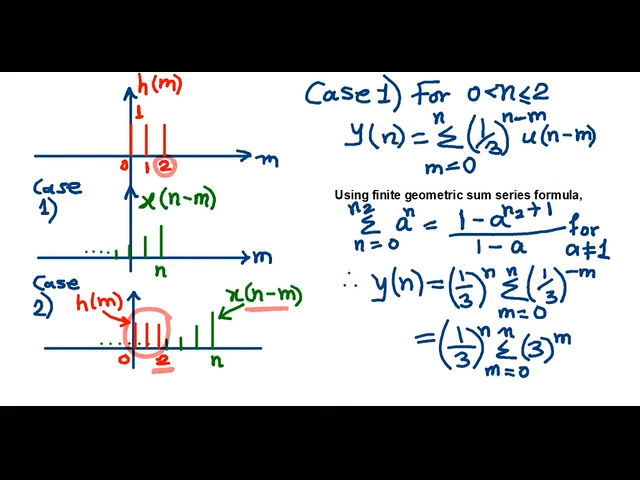 h(m)
1
0 1 2 m
Case 1)
x(n-m)
n m
Case 2)
h(m)
x(n-m)
0 2 n
Case 1) For 0<n≤2
y(n) = Σ_{m=0}^{n} (1/3)^{n-m} u(n-m)
Using finite geometric sum series formula,
Σ_{n=0}^{n_2} a^n = (1-a^{n_2+1})/(1-a) for a≠1
∴ y(n) = (1/3)^n Σ_{m=0}^{n} (1/3)^{-m}
= (1/3)^n Σ_{m=0}^{n} (3)^m